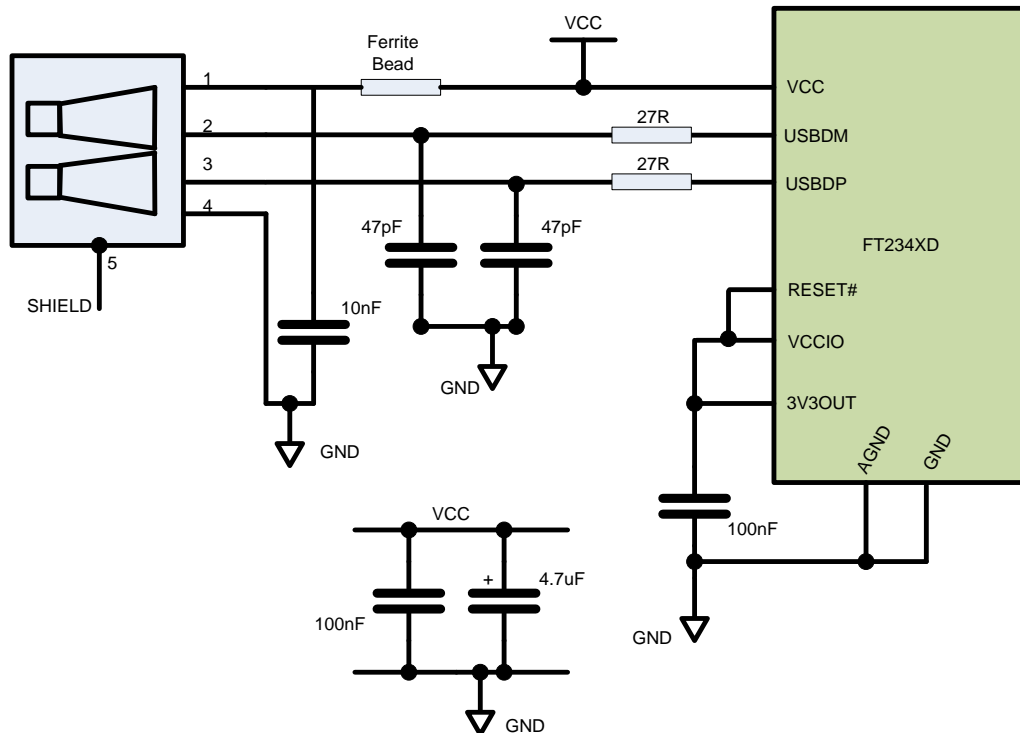 VCC
Ferrite
Bead
1
VCC
27R
2
USBDM
27R
3
USBDP
4
47pF
47pF
FT234XD
5
SHIELD
RESET#
10nF
VCCIO
GND
3V3OUT
GND
AGND
GND
VCC
100nF
+
4.7uF
100nF
GND
GND